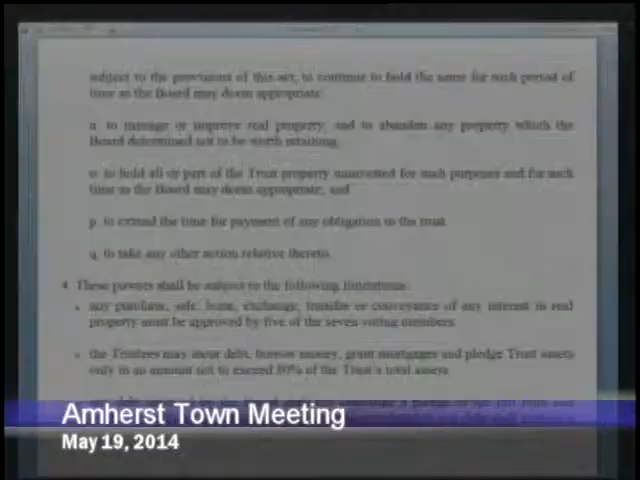 subject to the provisions of this act, to continue to hold the same for such period of
time as the Board may deem appropriate.
n. to manage or improve real property; and to abandon any property which the
Board determined not to be worth retaining;
o. to hold all or part of the Trust property uninvested for such purposes and for such
time as the Board may deem appropriate; and
p. to extend the time for payment of any obligation to the trust.
q. to take any other action relative thereto.
4. These powers shall be subject to the following limitations:
any purchase, sale, lease, exchange, transfer or conveyance of any interest in real
property must be approved by five of the seven voting members.
the Trustees may incur debt, borrow money, grant mortgages and pledge Trust assets
only in an amount not to exceed 80% of the Trust's total assets
Amherst Town Meeting
May 19, 2014